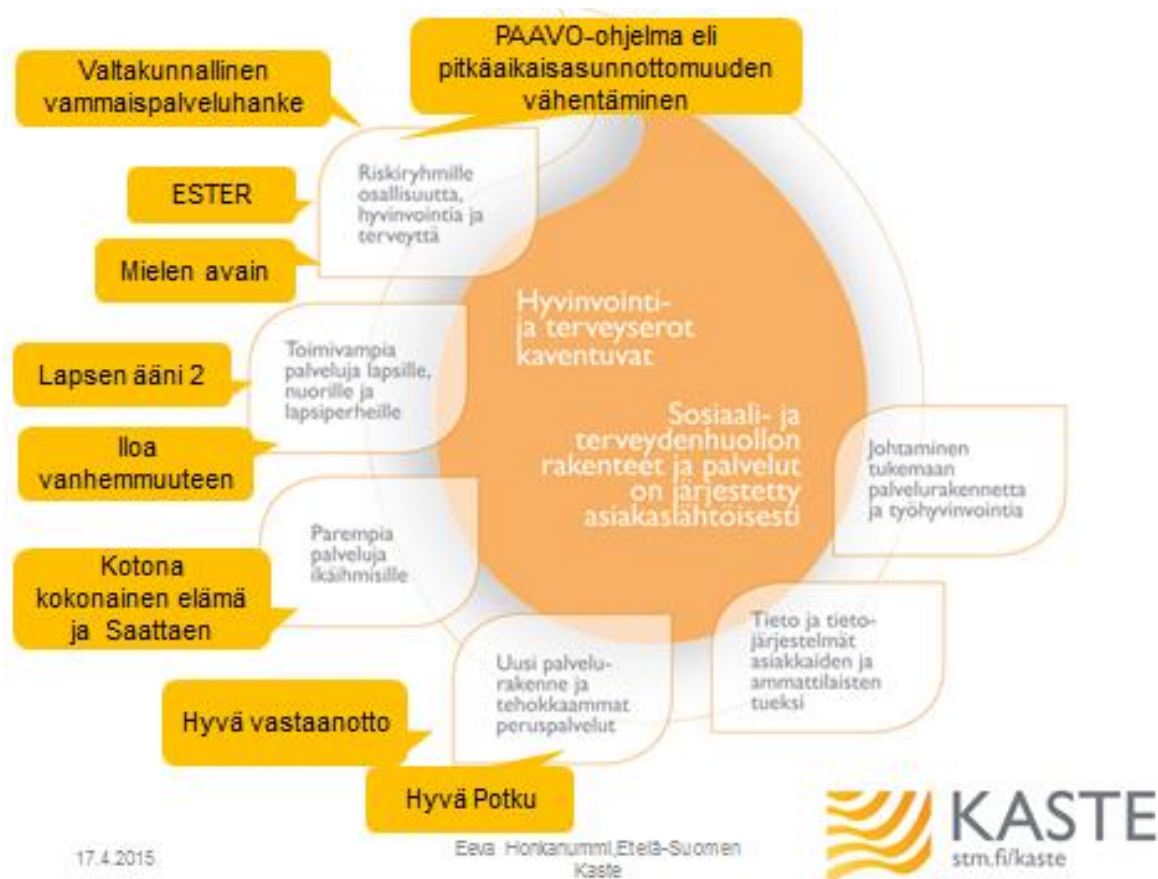 PAAVO-ohjelma eli
pitkäaikaisasunnottomuuden
vähentäminen
Valtakunnallinen
vammaispalveluhanke
Riskiryhmille
osallisuutta,
hyvinvointia ja
terveyttä
ESTER
Mielen avain
Hyvinvointi-
ja terveyserot
kaventuvat
Toimivampia
palveluja lapsille,
nuorille ja
lapsiperheille
Lapsen ääni 2
Iloa
vanhemmuuteen
Sosiaali- ja
terveydenhuollon
rakenteet ja palvelut
on järjestetty
asiakaslähtöisesti
Johtaminen
tukemaan
palvelurakennetta
ja työhyvinvointia
Parempia
palveluja
ikäihmisille
Kotona
kokonainen elämä
ja Saattaen
Tieto ja tieto-
järjestelmät
asiakkaiden ja
ammattilaisten
tueksi
Uusi palvelu-
rakenne ja
tehokkaammat
peruspalvelut
Hyvä vastaanotto
Hyvä Potku
KASTE
stm.fi/kaste
17.4.2015
Eeva Honkanummi,Etelä-Suomen
Kaste